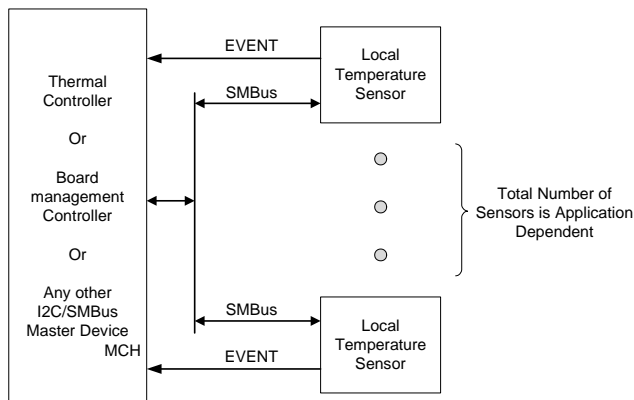 Thermal
Controller
Or
Board
management
Controller
Or
Any other
I2C/SMBus
Master Device
MCH
EVENT
SMBus
Local
Temperature
Sensor
Total Number of
Sensors is Application
Dependent
SMBus
EVENT
Local
Temperature
Sensor